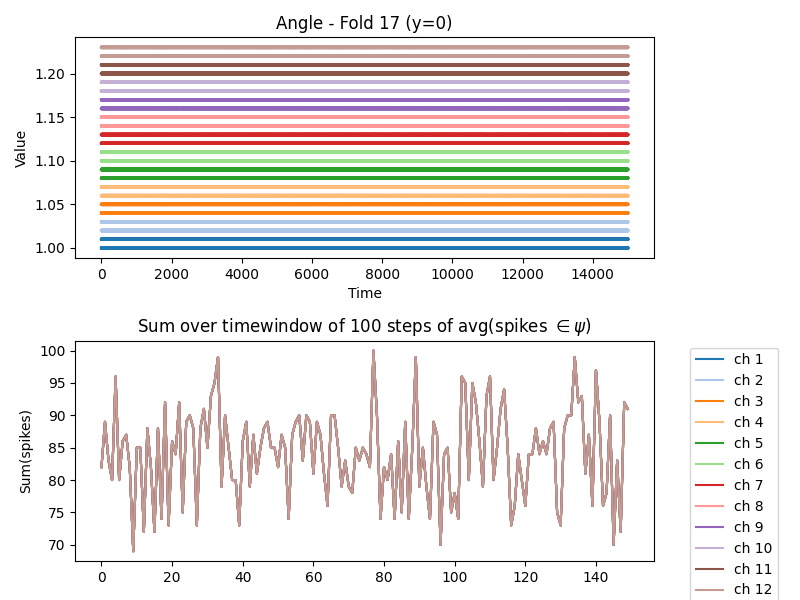 Angle - Fold 17 (y=0)
Value
1.20
1.15
1.10
1.05
1.00
0 2000 4000 6000 8000 10000 12000 14000
Time
Sum over timewindow of 100 steps of avg(spikes ∈ ψ)
Sum(spikes)
100
95
90
85
80
75
70
0 20 40 60 80 100 120 140
ch 1
ch 2
ch 3
ch 4
ch 5
ch 6
ch 7
ch 8
ch 9
ch 10
ch 11
ch 12